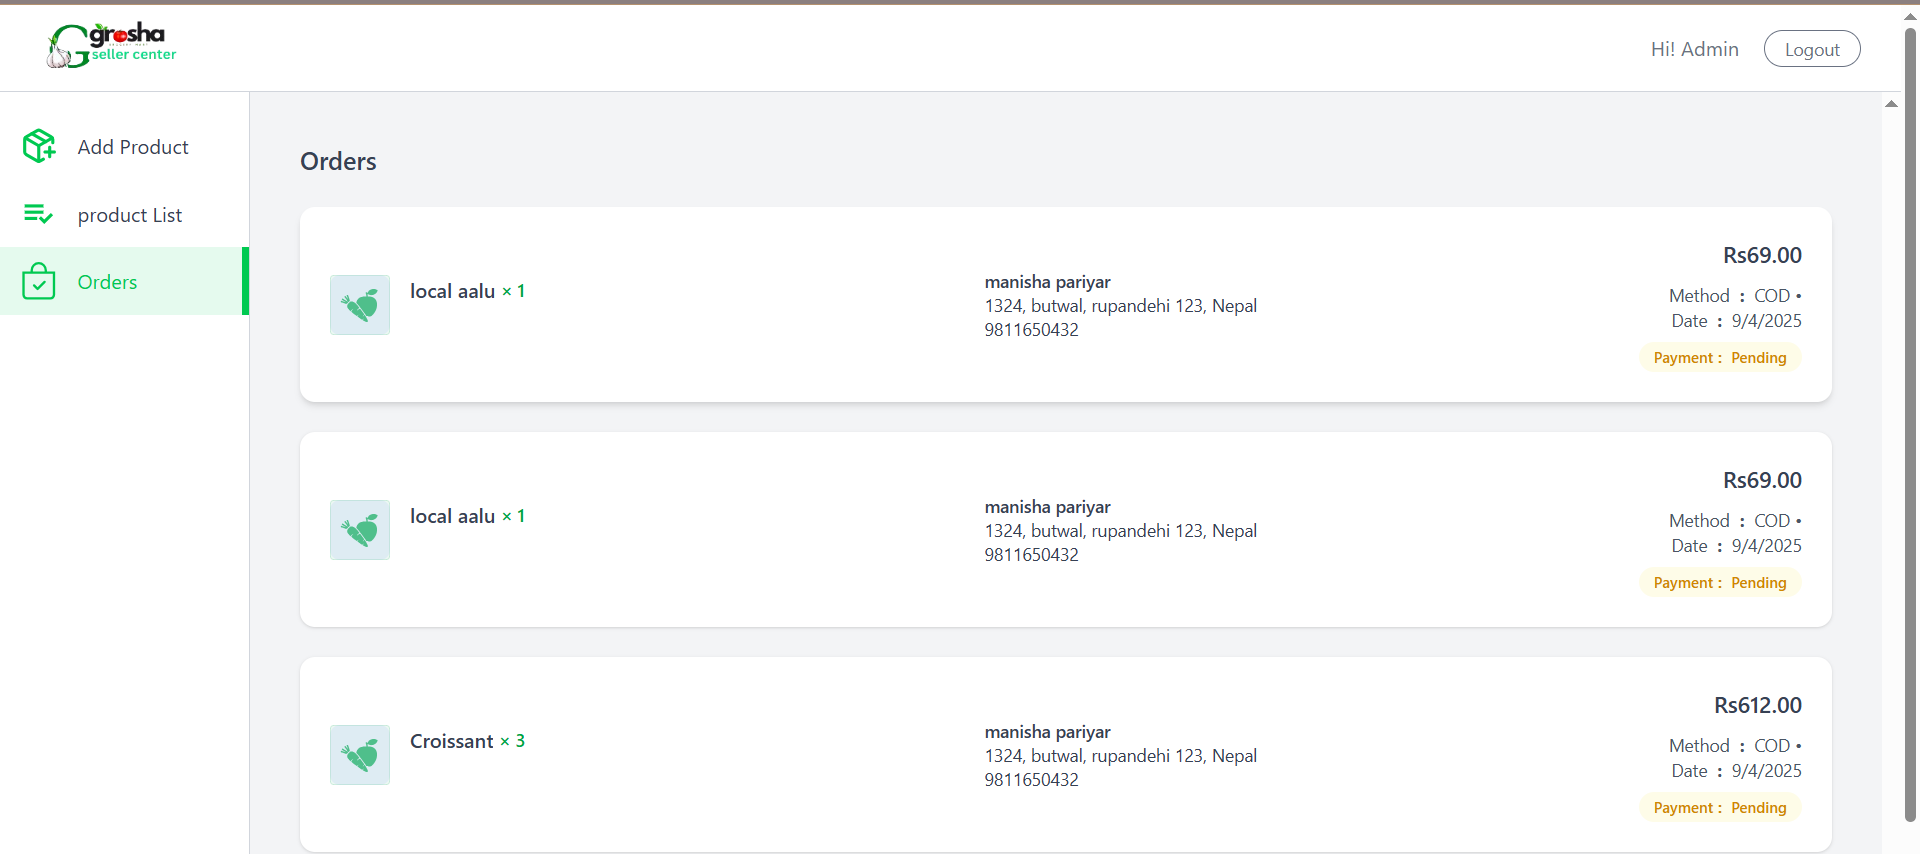 grosha
seller center
Hi! Admin
Logout
Add Product
product List
Orders
Orders
local aalu × 1
manisha pariyar
1324, butwal, rupandehi 123, Nepal
9811650432
Rs69.00
Method : COD •
Date : 9/4/2025
Payment : Pending
local aalu × 1
manisha pariyar
1324, butwal, rupandehi 123, Nepal
9811650432
Rs69.00
Method : COD •
Date : 9/4/2025
Payment : Pending
Croissant × 3
manisha pariyar
1324, butwal, rupandehi 123, Nepal
9811650432
Rs612.00
Method : COD •
Date : 9/4/2025
Payment : Pending